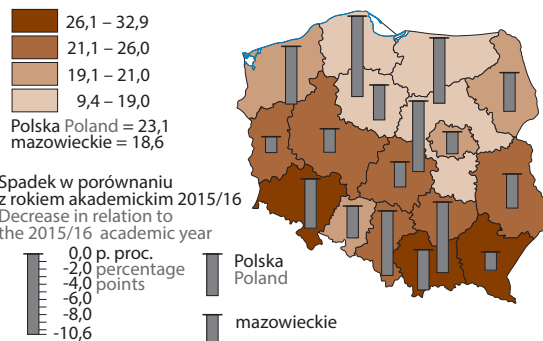 26,1 – 32,9
21,1 – 26,0
19,1 – 21,0
9,4 – 19,0
Polska Poland = 23,1
mazowieckie = 18,6
Spadek w porównaniu
z rokiem akademickim 2015/16
Decrease in relation to
the 2015/16 academic year
0,0 p. proc.
-2,0 percentage
-4,0 points
-6,0
-8,0
-10,6
Polska
Poland
mazowieckie